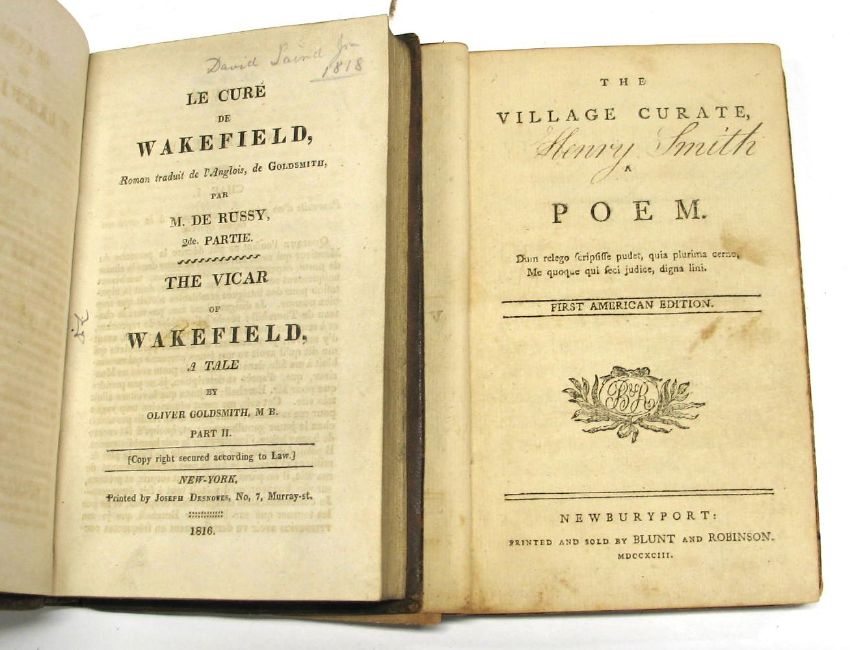 David
1818
LE CURÉ
DE
WAKEFIELD,
Roman traduit de l'Anglois, de GOLDSMITH,
PAR
M. DE RUSSY,
2de. PARTIE.
THE VICAR
OF
WAKEFIELD,
A TALE
BY
OLIVER GOLDSMITH, M B.
PART II.
[Copy right secured according to Law.]
NEW-YORK,
Printed by JOSEPH DESNOUES, No, 7, Murray-st.
1816.
THE
VILLAGE CURATE,
Henry Smith
A
POEM.
Dum relego ſcripſiſſe pudet, quia plurima cerno,
Me quoque qui feci judice, digna lini.
FIRST AMERICAN EDITION.
B&R
NEWBURYPORT:
PRINTED AND SOLD BY BLUNT AND ROBINSON.
MDCCXCIII.